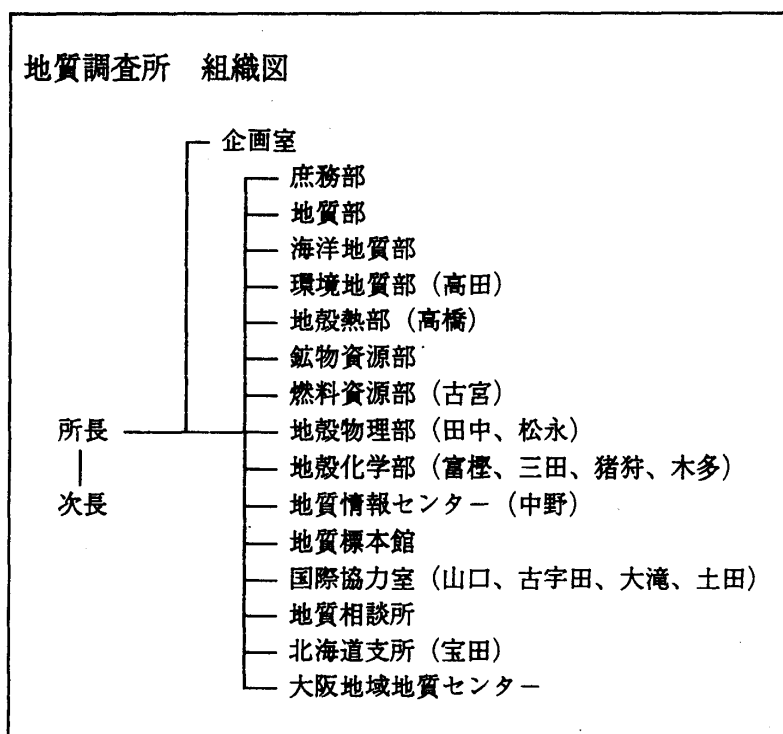 地質調査所　組織図
企画室
庶務部
地質部
海洋地質部
環境地質部（高田）
地殻熱部（高橋）
鉱物資源部
燃料資源部（古宮）
所長
地殻物理部（田中、松永）
地殻化学部（富樫、三田、猪狩、木多）
次長
地質情報センター（中野）
地質標本館
国際協力室（山口、古宇田、大滝、土田）
地質相談所
北海道支所（宝田）
大阪地域地質センター